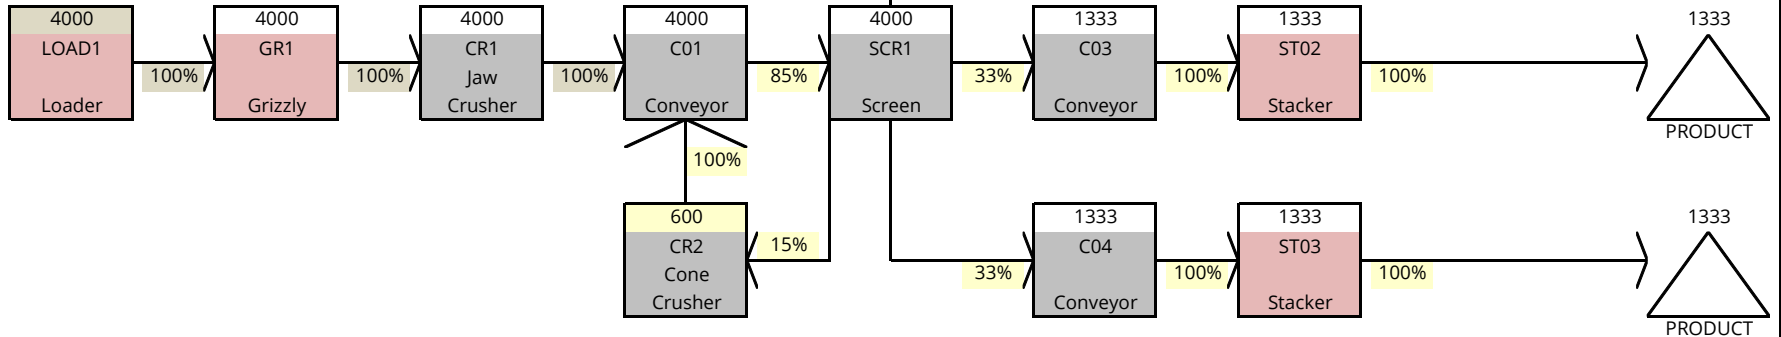 4000 4000 4000 4000 4000 1333 1333 1333
LOAD1 GR1 CR1 C01 SCR1 C03 ST02
100% 100% Jaw 100% 85% 33% 100% 100%
Loader Grizzly Crusher Conveyor Screen Conveyor Stacker
PRODUCT
100%
600 1333 1333 1333
CR2 15% C04 ST03
Cone 33% 100% 100%
Crusher Conveyor Stacker
PRODUCT